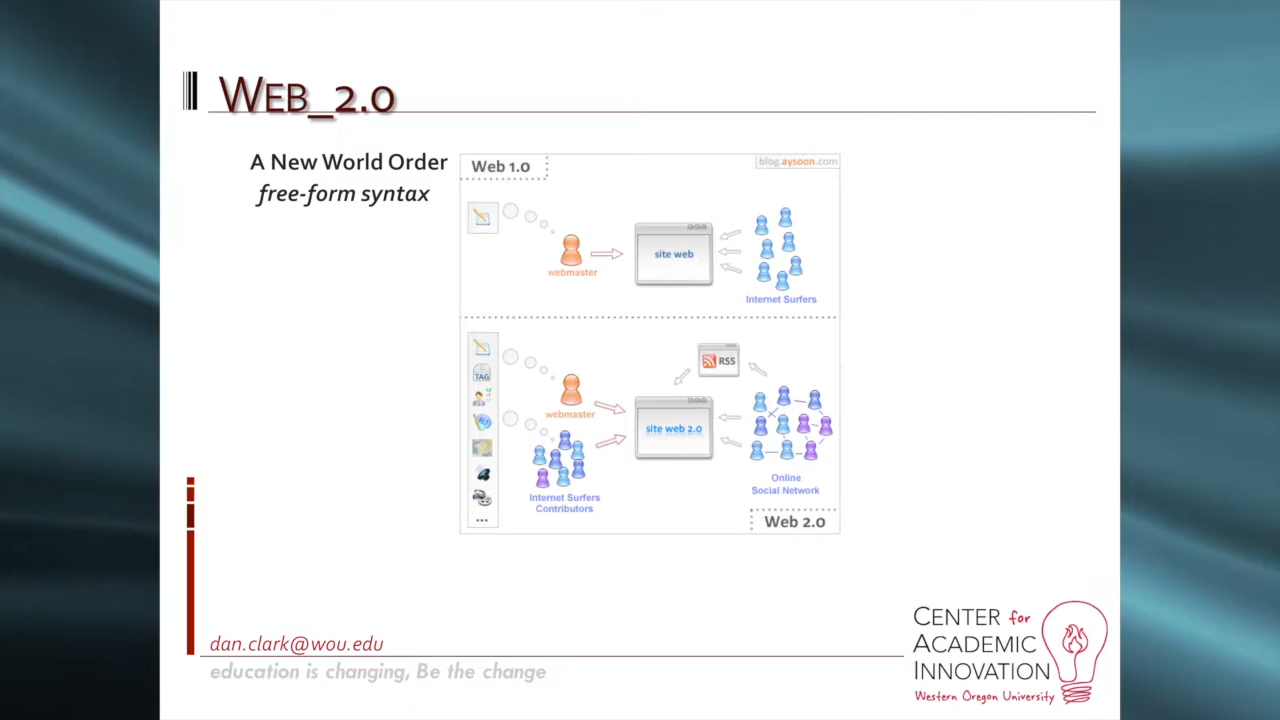 WEB_2.0
A New World Order
free-form syntax
Web 1.0
blog.aysoon.com
webmaster
site web
Internet Surfers
TAG
RSS
webmaster
site web 2.0
Internet Surfers
Contributors
...
Online
Social Network
Web 2.0
dan.clark@wou.edu
education is changing, Be the change
CENTER for
ACADEMIC
INNOVATION
Western Oregon University